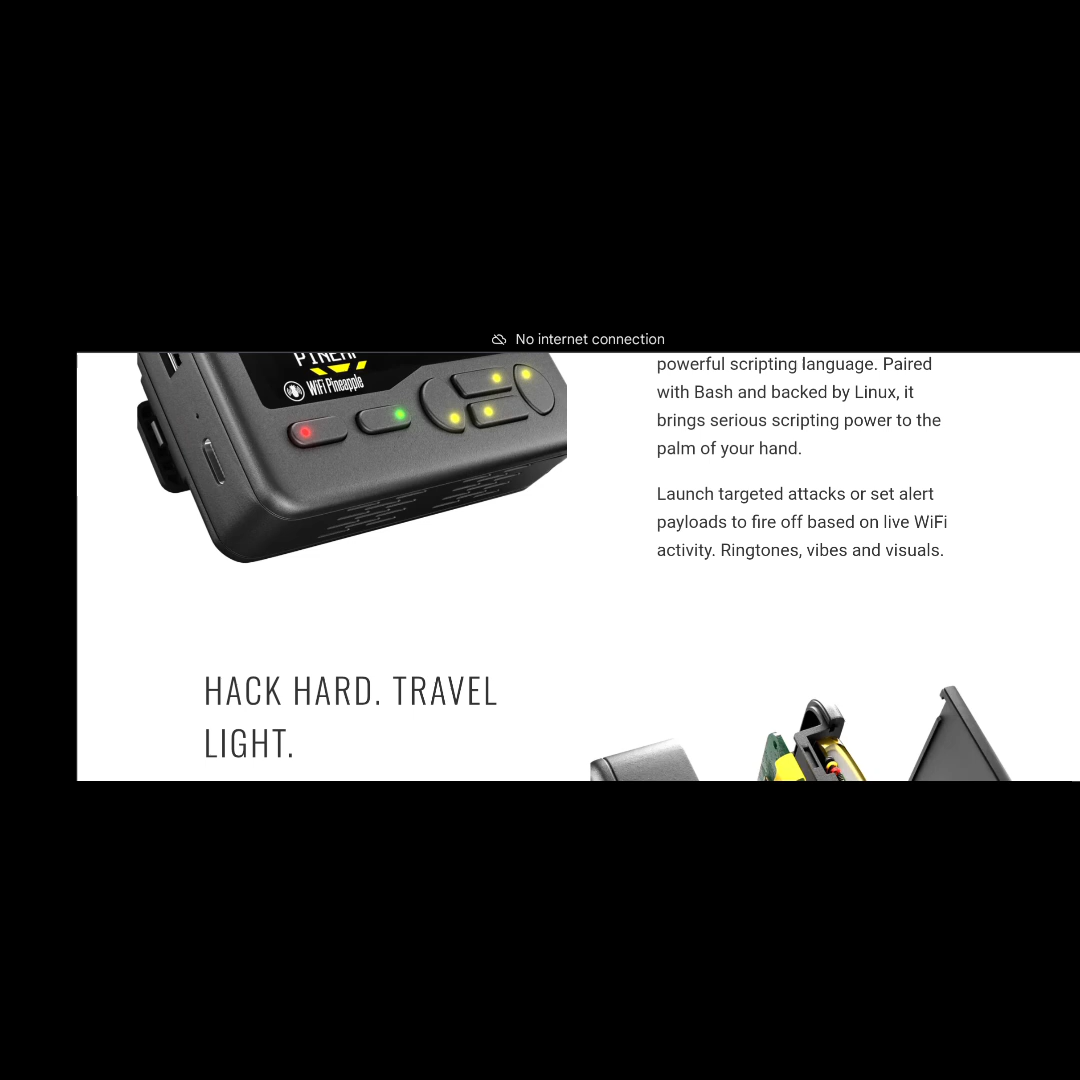 No internet connection
WiFi Pineapple
powerful scripting language. Paired
with Bash and backed by Linux, it
brings serious scripting power to the
palm of your hand.
Launch targeted attacks or set alert
payloads to fire off based on live WiFi
activity. Ringtones, vibes and visuals.
HACK HARD. TRAVEL
LIGHT.